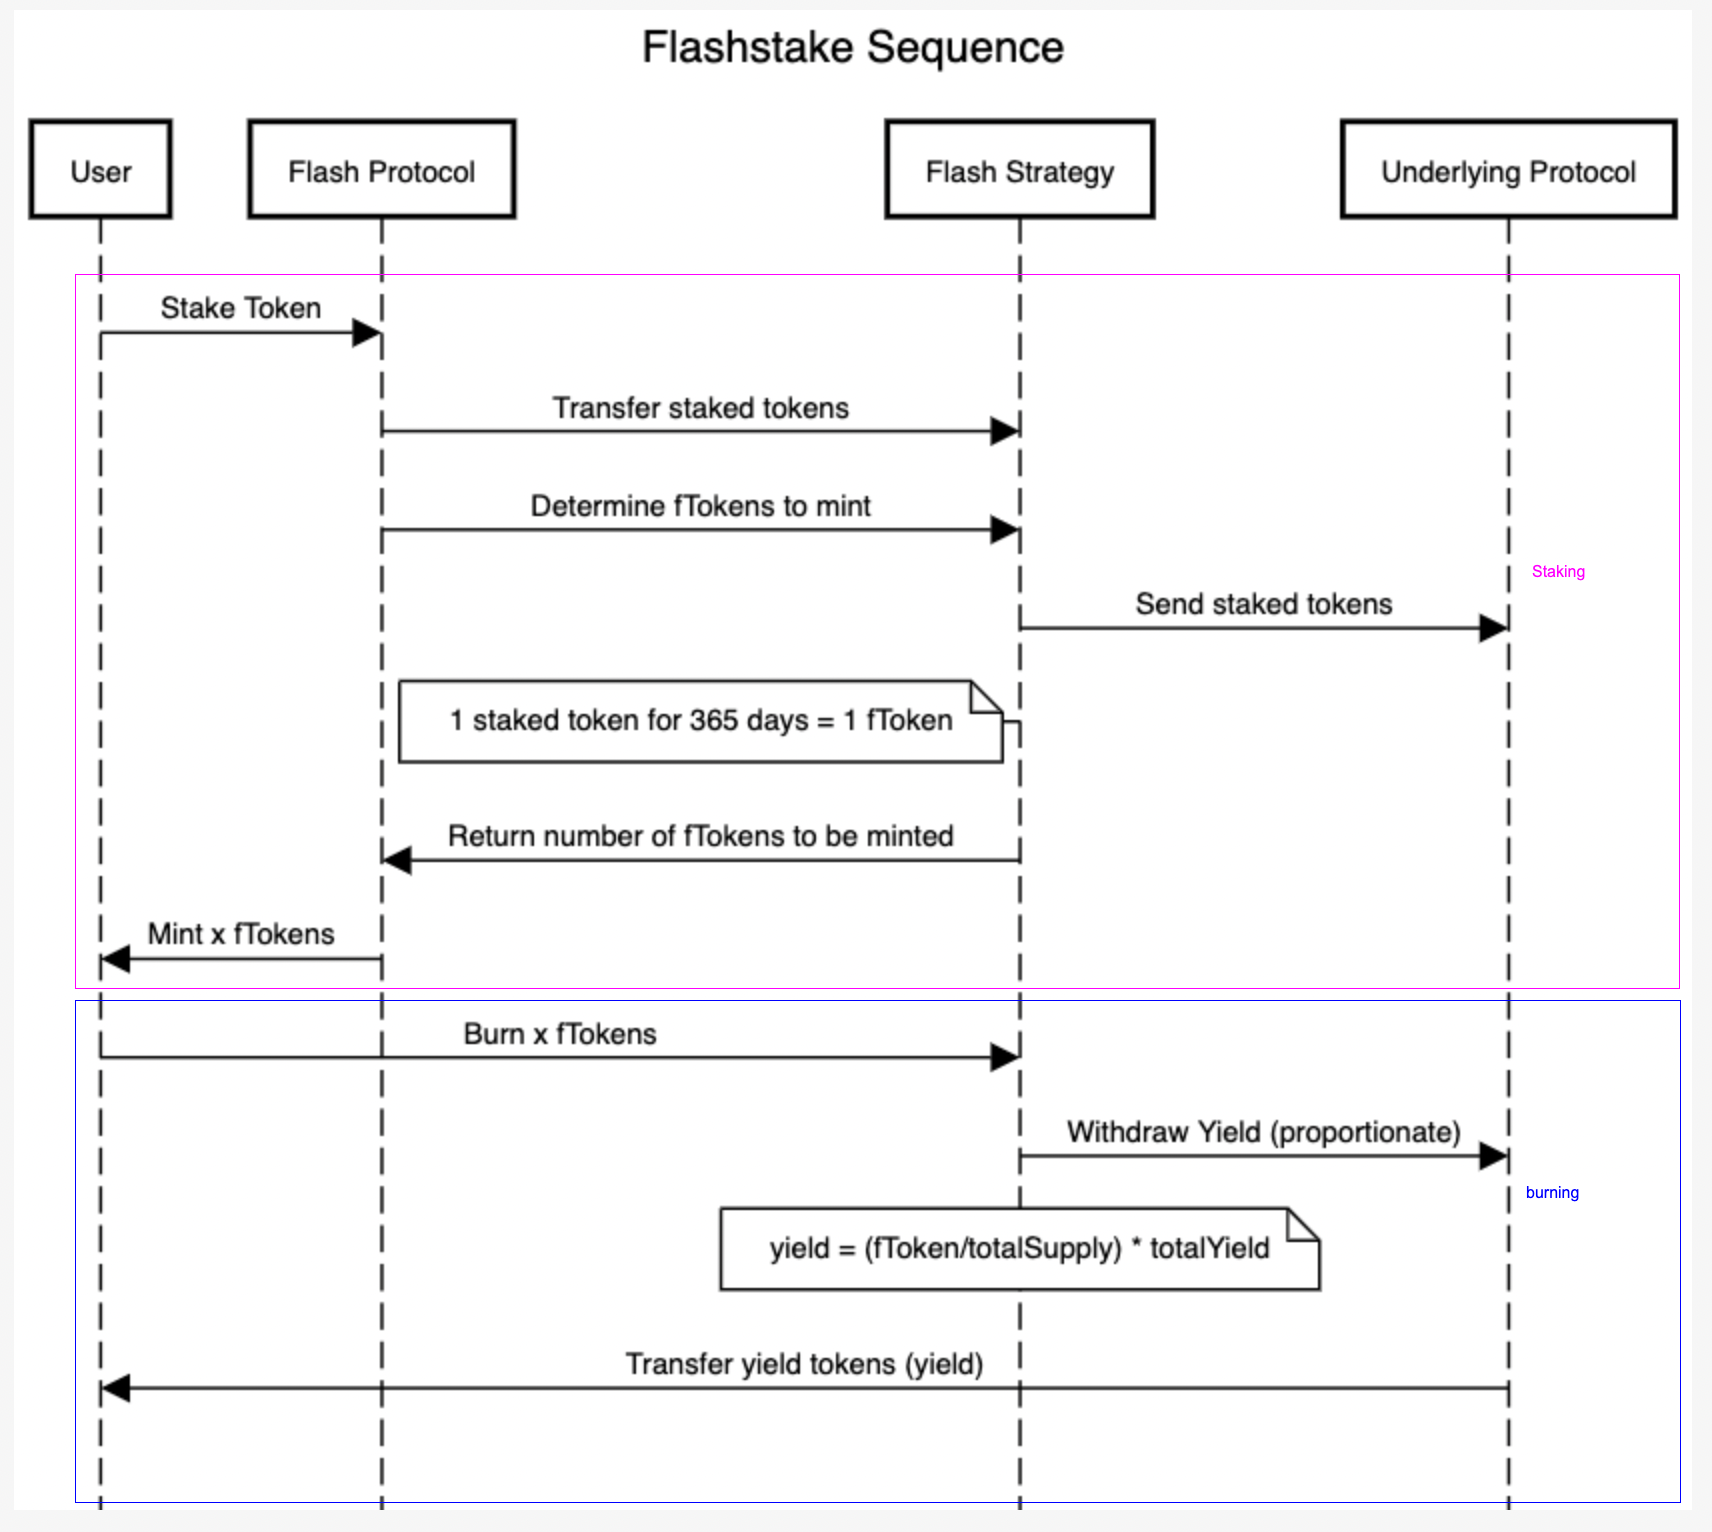 Flashstake Sequence
User
Flash Protocol
Flash Strategy
Underlying Protocol
Stake Token
Transfer staked tokens
Determine fTokens to mint
Staking
Send staked tokens
1 staked token for 365 days = 1 fToken
Return number of fTokens to be minted
Mint x fTokens
Burn x fTokens
Withdraw Yield (proportionate)
burning
yield = (fToken/totalSupply) * totalYield
Transfer yield tokens (yield)